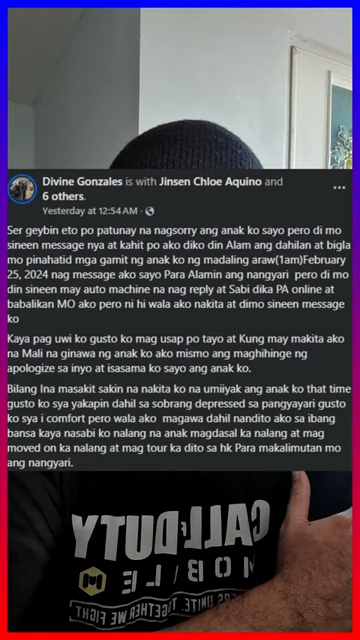 Divine Gonzales is with Jinsen Chloe Aquino and
6 others.
Yesterday at 12:54 AM ·
Ser geybin eto po patunay na nagsorry ang anak ko sayo pero di mo
sineen message nya at kahit po ako diko din Alam ang dahilan at bigla
mo pinahatid mga gamit ng anak ko ng madaling araw(1am)February
25, 2024 nag message ako sayo Para Alamin ang nangyari pero di mo
din sineen may auto machine na nag reply at Sabi dika PA online at
babalikan MO ako pero ni hi wala ako nakita at dimo sineen message
ko
Kaya pag uwi ko gusto ko mag usap po tayo at Kung may makita ako
na Mali na ginawa ng anak ko ako mismo ang maghihinge ng
apologize sa inyo at isasama ko sayo ang anak ko.
Bilang Ina masakit sakin na nakita ko na umiiyak ang anak ko that time
gusto ko sya yakapin dahil sa sobrang depressed sa pangyayari gusto
ko sya i comfort pero wala ako magawa dahil nandito ako sa ibang
bansa kaya nasabi ko nalang na anak magdasal ka nalang at mag
moved on ka nalang at mag tour ka dito sa hk Para makalimutan mo
ang nangyari.
CALL DUTY
MOBILE
UNITE. TOGETHER WE FIGHT